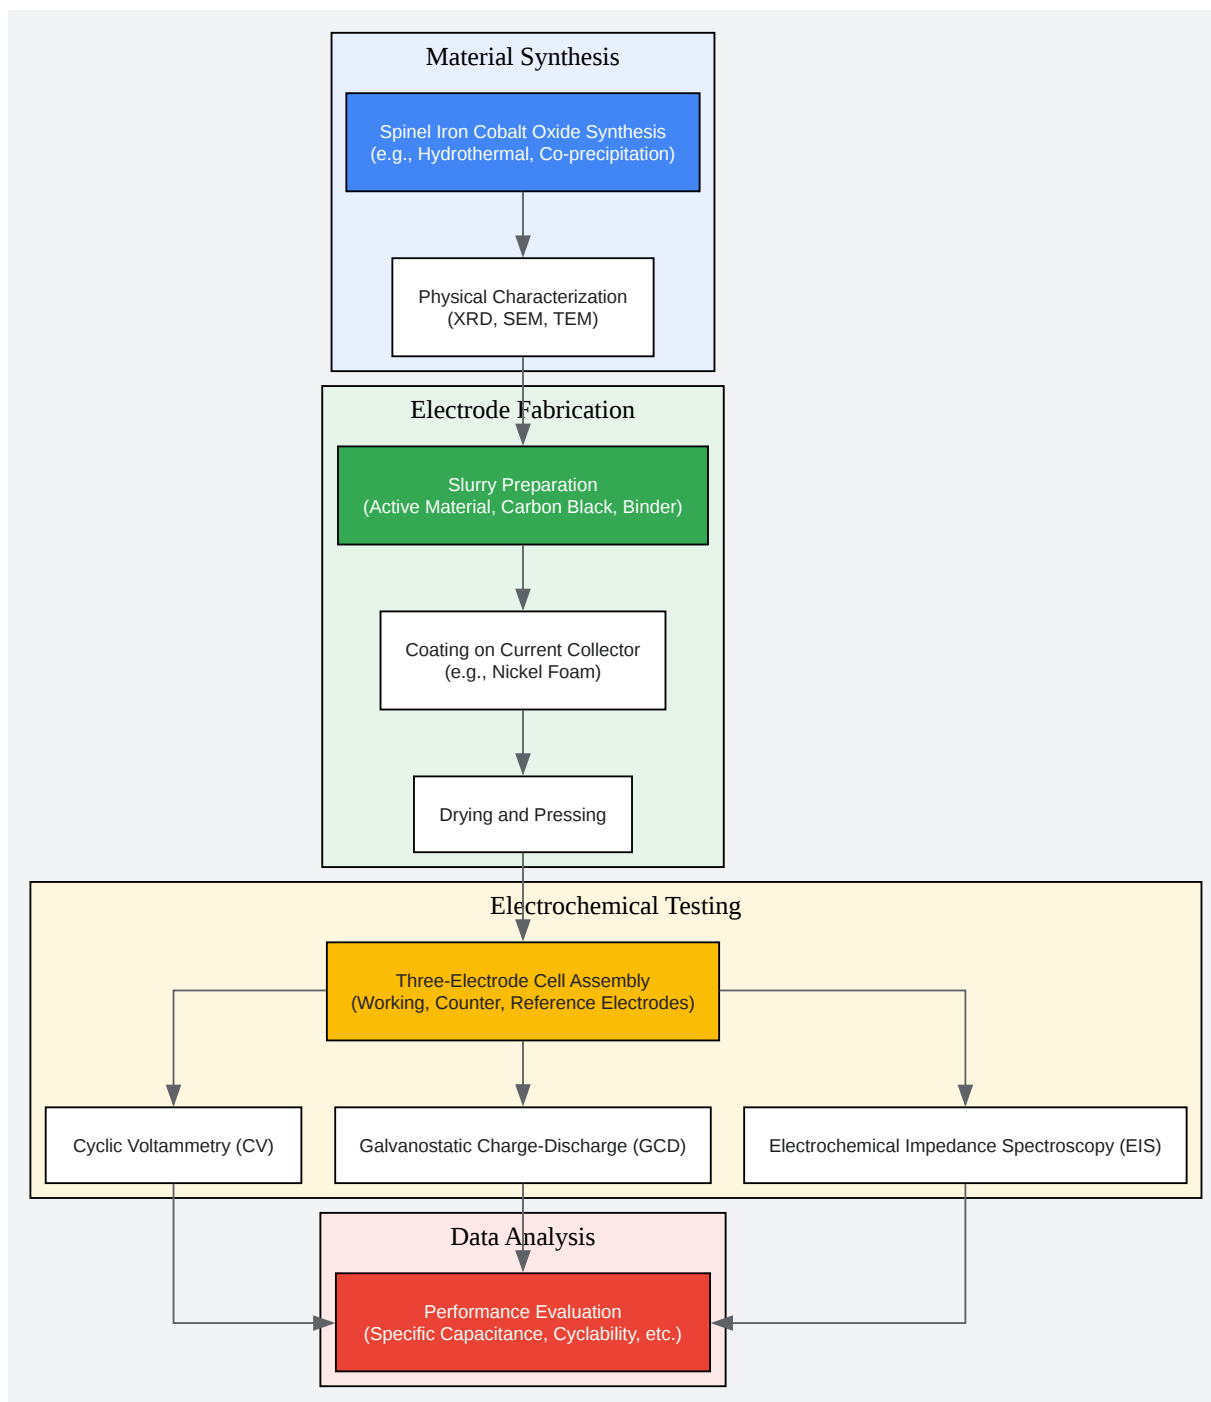 Material Synthesis
Spinel Iron Cobalt Oxide Synthesis
(e.g., Hydrothermal, Co-precipitation)
Physical Characterization
(XRD, SEM, TEM)
Electrode Fabrication
Slurry Preparation
(Active Material, Carbon Black, Binder)
Coating on Current Collector
(e.g., Nickel Foam)
Drying and Pressing
Electrochemical Testing
Three-Electrode Cell Assembly
(Working, Counter, Reference Electrodes)
Cyclic Voltammetry (CV)
Galvanostatic Charge-Discharge (GCD)
Electrochemical Impedance Spectroscopy (EIS)
Data Analysis
Performance Evaluation
(Specific Capacitance, Cyclability, etc.)